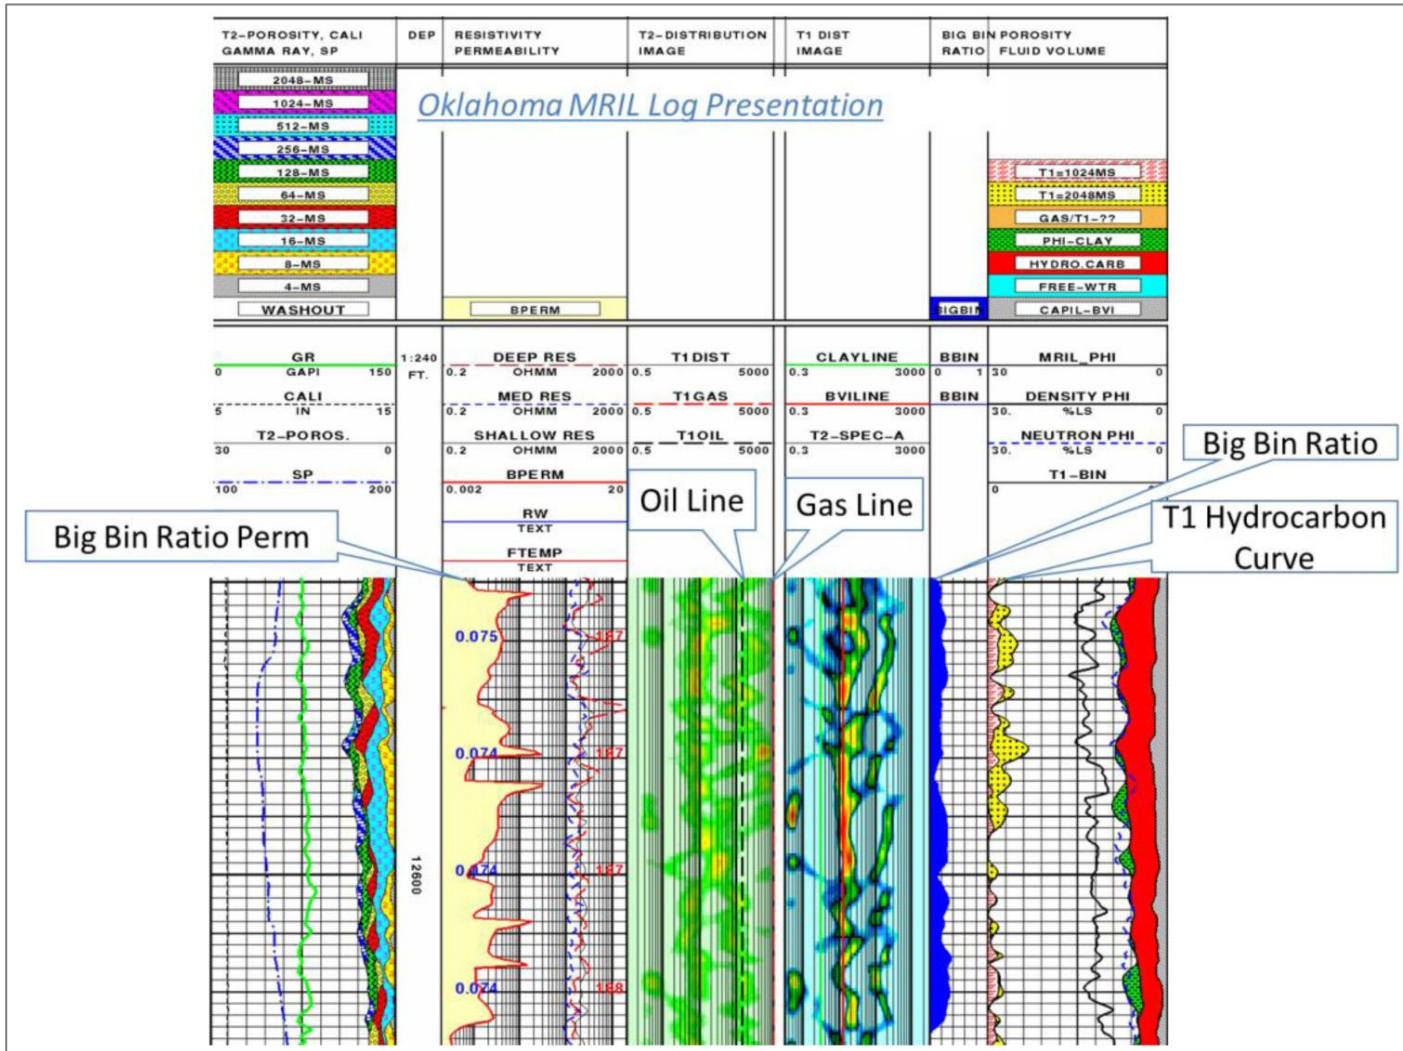 T2-POROSITY, CALI
GAMMA RAY, SP
DEP
RESISTIVITY
PERMEABILITY
T2-DISTRIBUTION
IMAGE
T1 DIST
IMAGE
BIG BIN
RATIO
POROSITY
FLUID VOLUME
Oklahoma MRIL Log Presentation
2048-MS
1024-MS
512-MS
256-MS
128-MS
64-MS
32-MS
16-MS
8-MS
4-MS
WASHOUT
BPERM
BIGBIN
T1=1024MS
T1=2048MS
GAS/T1-??
PHI-CLAY
HYDRO.CARB
FREE-WTR
CAPIL-BVI
GR
0 GAPI 150
CALI
5 IN 15
T2-POROS.
30 0
SP
100 200
1:240
FT.
DEEP RES
0.2 OHMM 2000
MED RES
0.2 OHMM 2000
SHALLOW RES
0.2 OHMM 2000
BPERM
0.002 20
RW
TEXT
FTEMP
TEXT
T1DIST
0.5 5000
T1GAS
0.5 5000
T1OIL
0.5 5000
CLAYLINE
0.3 3000
BVILINE
0.3 3000
T2-SPEC-A
0.3 3000
BBIN
0 1
BBIN
MRIL_PHI
30 0
DENSITY PHI
30. %LS 0
NEUTRON PHI
30. %LS 0
T1-BIN
0
Big Bin Ratio
Oil Line
Gas Line
T1 Hydrocarbon
Curve
Big Bin Ratio Perm
0.075
187
0.074
187
12600
0.074
187
0.074
188